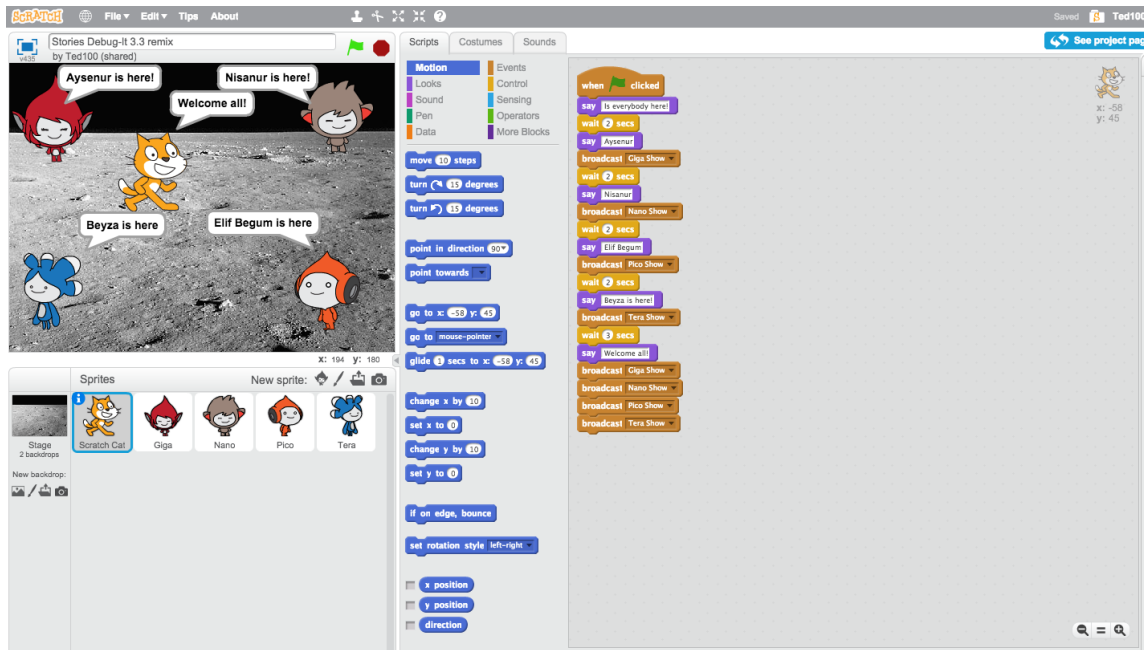 SCRATCH File Edit Tips About Saved Ted100
Stories Debug-It 3.3 remix
by Ted100 (shared)
v435
Aysenur is here!
Nisanur is here!
Welcome all!
Beyza is here
Elif Begum is here
x: 194 y: 180
Sprites New sprite:
Stage
2 backdrops
New backdrop:
Scratch Cat
Giga
Nano
Pico
Tera
Scripts Costumes Sounds
Motion Events
Looks Control
Sound Sensing
Pen Operators
Data More Blocks
move 10 steps
turn 15 degrees
turn 15 degrees
point in direction 90
point towards
go to x: -58 y: 45
go to mouse-pointer
glide 1 secs to x: -58 y: 45
change x by 10
set x to 0
change y by 10
set y to 0
if on edge, bounce
set rotation style left-right
x position
y position
direction
See project pag
when clicked
say Is everybody here!
wait 2 secs
say Aysenur
broadcast Giga Show
wait 2 secs
say Nisanur
broadcast Nano Show
wait 2 secs
say Elif Begum
broadcast Pico Show
wait 2 secs
say Beyza is here!
broadcast Tera Show
wait 3 secs
say Welcome all!
broadcast Giga Show
broadcast Nano Show
broadcast Pico Show
broadcast Tera Show
x: -58
y: 45